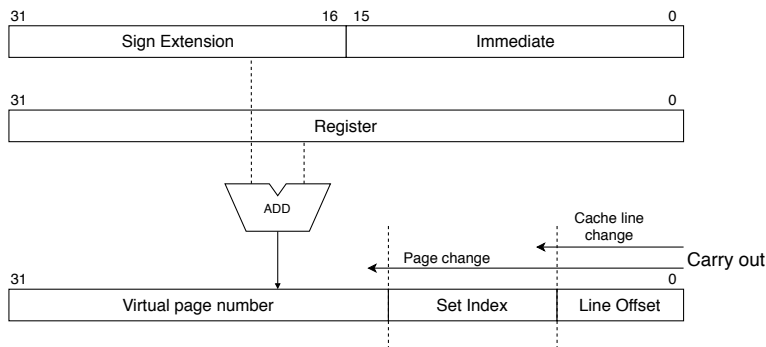 31 16 15 0
Sign Extension Immediate
31 0
Register
ADD
Cache line
change
Page change Carry out
31 0
Virtual page number Set Index Line Offset